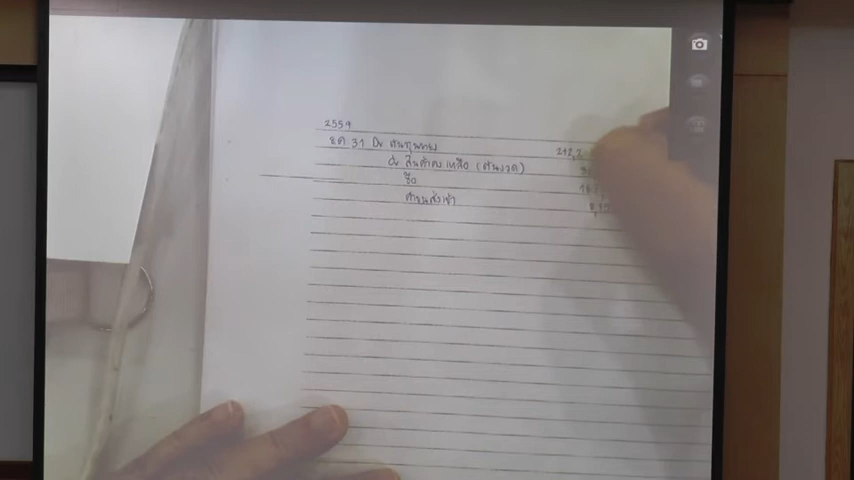 2559
ธค 31 Dr ต้นทุนขาย 212,2
Cr สินค้าคงเหลือ (ต้นงวด)
ซื้อ
ค่าขนส่งเข้า